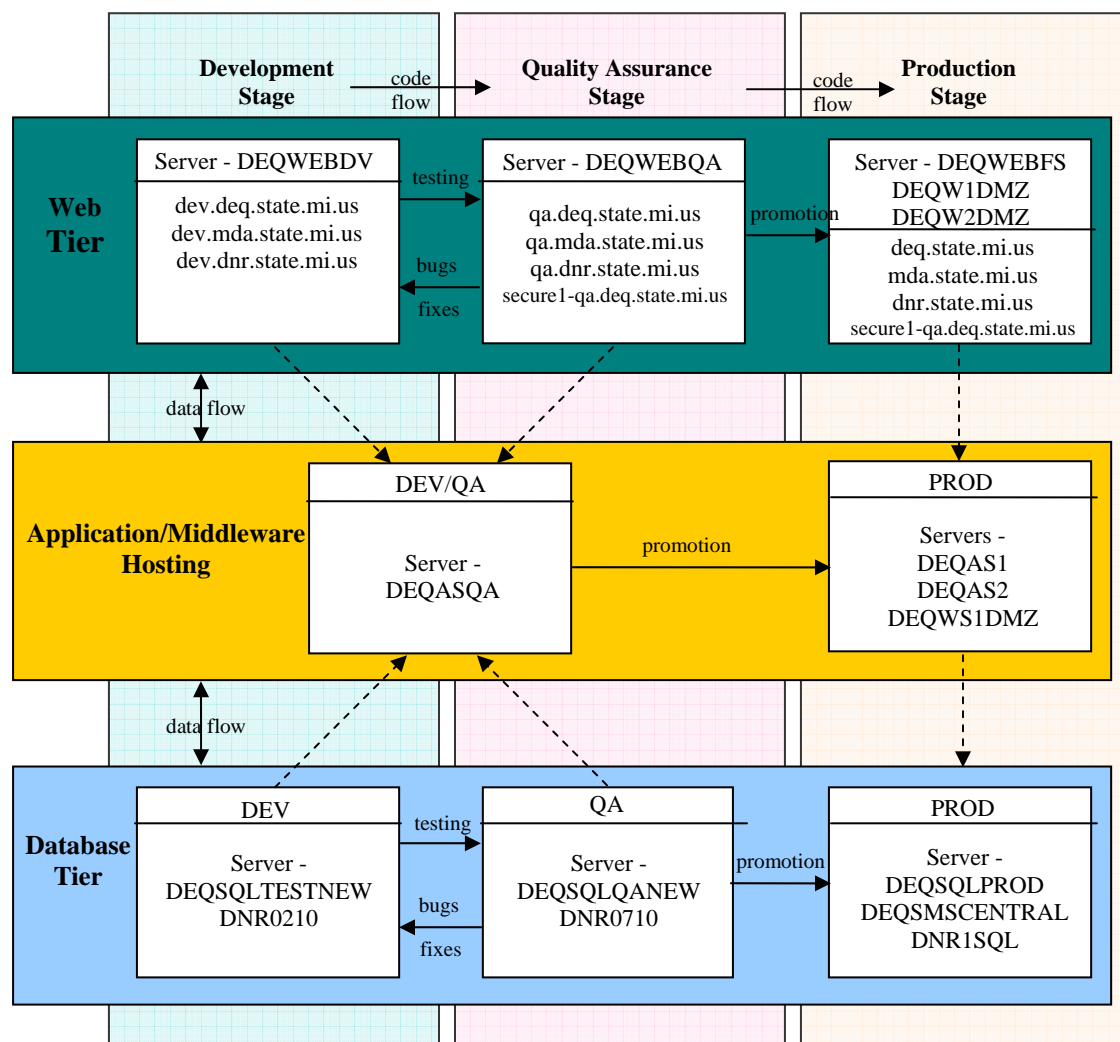 Development
Stage
code
flow
Quality Assurance
Stage
code
flow
Production
Stage
Web
Tier
Server - DEQWEBDV
dev.deq.state.mi.us
dev.mda.state.mi.us
dev.dnr.state.mi.us
testing
bugs
fixes
Server - DEQWEBQA
qa.deq.state.mi.us
qa.mda.state.mi.us
qa.dnr.state.mi.us
secure1-qa.deq.state.mi.us
promotion
Server - DEQWEBFS
DEQW1DMZ
DEQW2DMZ
deq.state.mi.us
mda.state.mi.us
dnr.state.mi.us
secure1-qa.deq.state.mi.us
data flow
Application/Middleware
Hosting
DEV/QA
Server -
DEQASQA
promotion
PROD
Servers -
DEQAS1
DEQAS2
DEQWS1DMZ
data flow
Database
Tier
DEV
Server -
DEQSQLTESTNEW
DNR0210
testing
bugs
fixes
QA
Server -
DEQSQLQANEW
DNR0710
promotion
PROD
Server -
DEQSQLPROD
DEQSMSCENTRAL
DNR1SQL